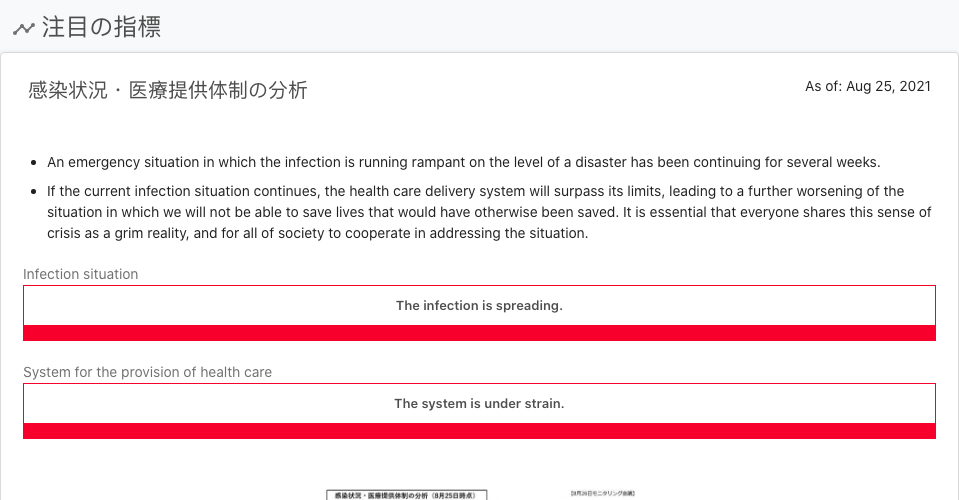 注目の指標
感染状況・医療提供体制の分析
As of: Aug 25, 2021
An emergency situation in which the infection is running rampant on the level of a disaster has been continuing for several weeks.
If the current infection situation continues, the health care delivery system will surpass its limits, leading to a further worsening of the
situation in which we will not be able to save lives that would have otherwise been saved. It is essential that everyone shares this sense of
crisis as a grim reality, and for all of society to cooperate in addressing the situation.
Infection situation
The infection is spreading.
System for the provision of health care
The system is under strain.
感染状況・医療提供体制の分析（8月25日時点）
【8月26日モニタリング会議】